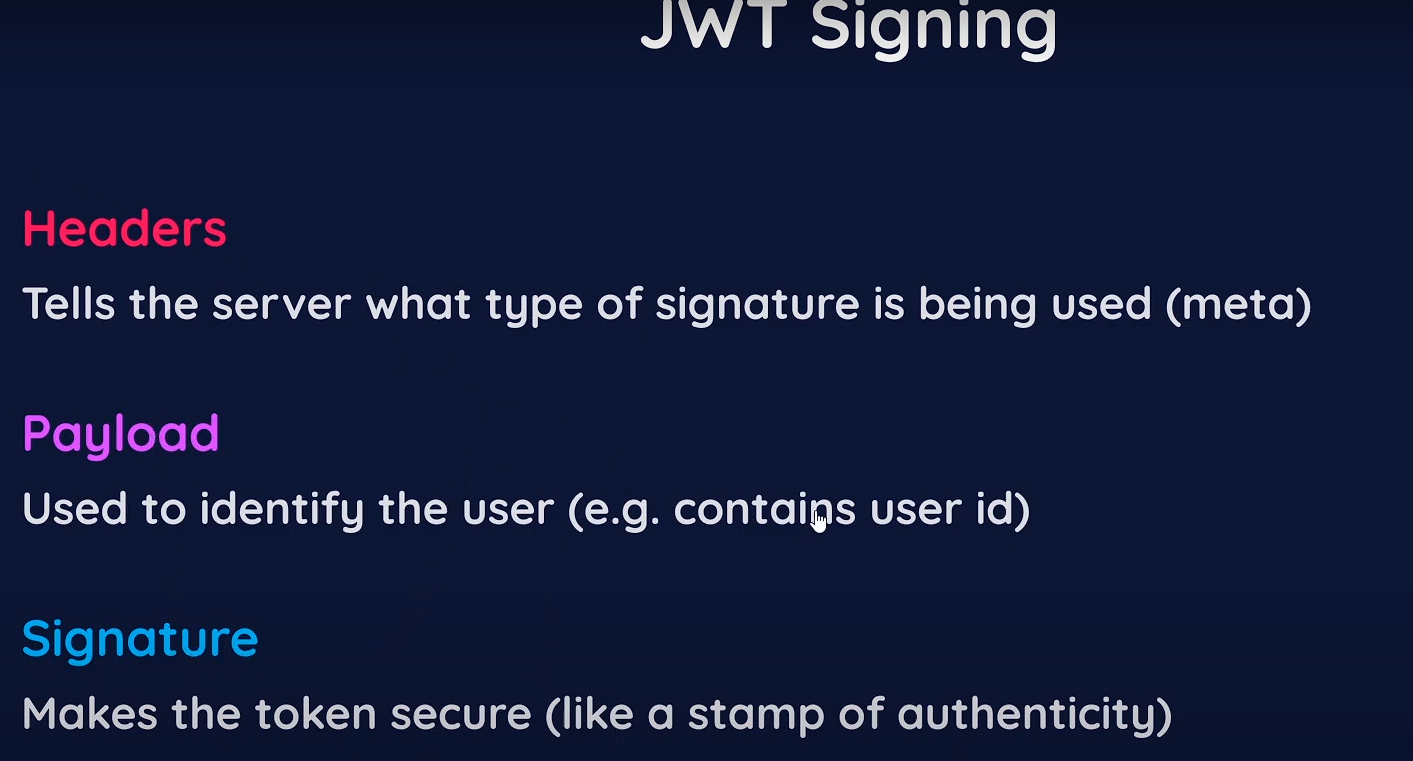 JWT Signing
Headers
Tells the server what type of signature is being used (meta)
Payload
Used to identify the user (e.g. contains user id)
Signature
Makes the token secure (like a stamp of authenticity)